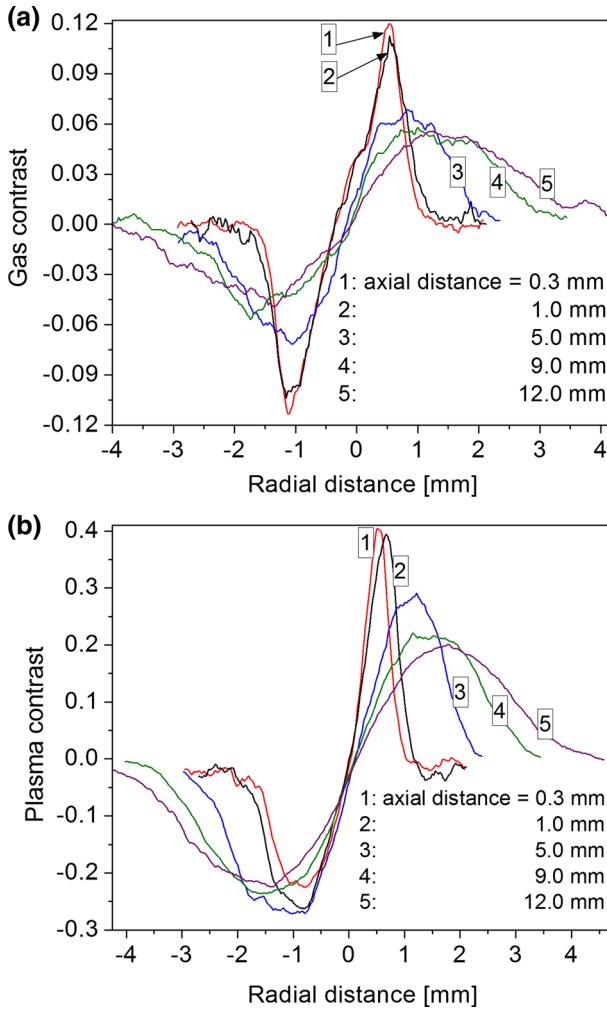 (a)
0.12
0.09
0.06
0.03
0.00
-0.03
-0.06
-0.09
-0.12
Gas contrast
1
2
3
4
5
1: axial distance = 0.3 mm
2: 1.0 mm
3: 5.0 mm
4: 9.0 mm
5: 12.0 mm
-4 -3 -2 -1 0 1 2 3 4
Radial distance [mm]
(b)
0.4
0.3
0.2
0.1
0.0
-0.1
-0.2
-0.3
Plasma contrast
1
2
3
4
5
1: axial distance = 0.3 mm
2: 1.0 mm
3: 5.0 mm
4: 9.0 mm
5: 12.0 mm
-4 -3 -2 -1 0 1 2 3 4
Radial distance [mm]